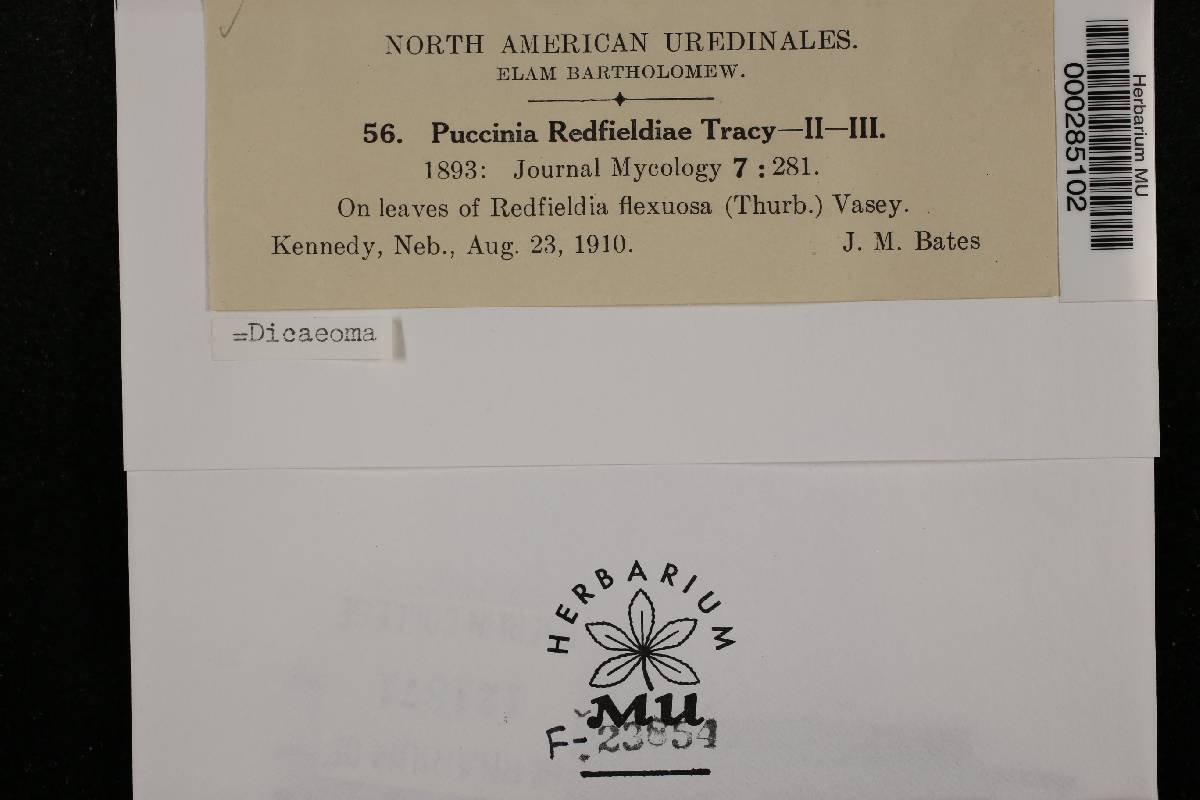 NORTH AMERICAN UREDINALES.
ELAM BARTHOLOMEW.
56. Puccinia Redfieldiae Tracy—II—III.
1893: Journal Mycology 7 : 281.
On leaves of Redfieldia flexuosa (Thurb.) Vasey.
Kennedy, Neb., Aug. 23, 1910. J. M. Bates
=Dicaeoma
Herbarium MU
000285102
HERBARIUM
MU
F-23854